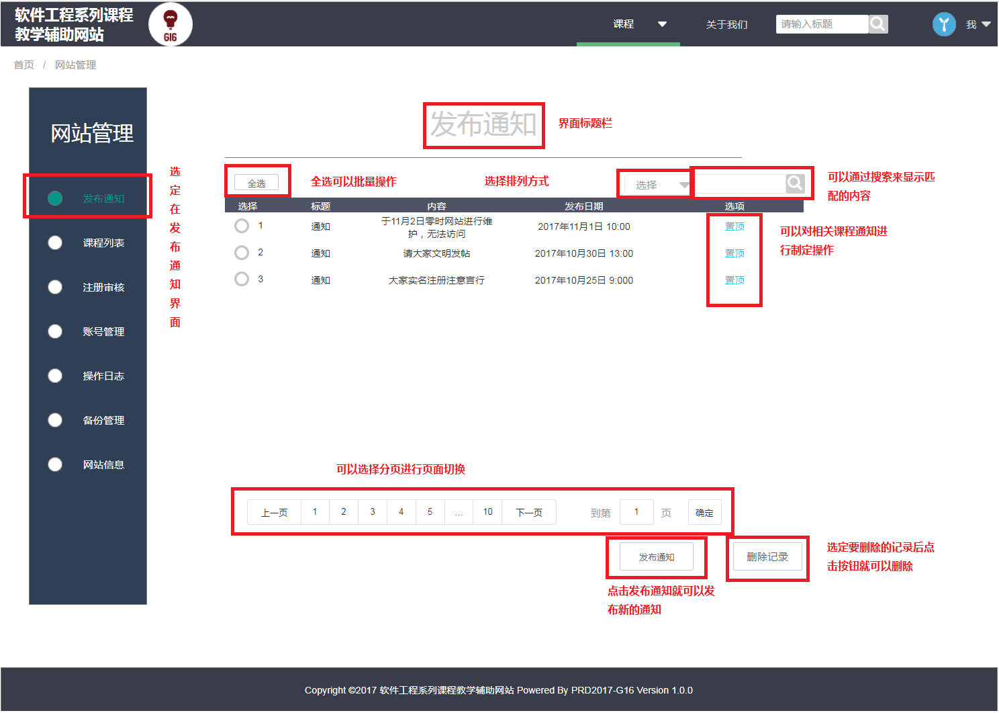 软件工程系列课程
教学辅助网站
G16
课程
关于我们
请输入标题
我
首页 / 网站管理
网站管理
发布通知
课程列表
注册审核
账号管理
操作日志
备份管理
网站信息
选
定
在
发
布
通
知
界
面
发布通知
界面标题栏
全选
全选可以批量操作
选择排列方式
选择
可以通过搜索来显示匹
配的内容
选择 标题 内容 发布日期 选项
1 通知 于11月2日零时网站进行维
护，无法访问 2017年11月1日 10:00 置顶
2 通知 请大家文明发帖 2017年10月30日 13:00 置顶
3 通知 大家实名注册注意言行 2017年10月25日 9:000 置顶
可以对相关课程通知进
行制定操作
可以选择分页进行页面切换
上一页 1 2 3 4 5 ... 10 下一页 到第 1 页 确定
发布通知
删除记录
选定要删除的记录后点
击按钮就可以删除
点击发布通知就可以发
布新的通知
Copyright ©2017 软件工程系列课程教学辅助网站 Powered By PRD2017-G16 Version 1.0.0